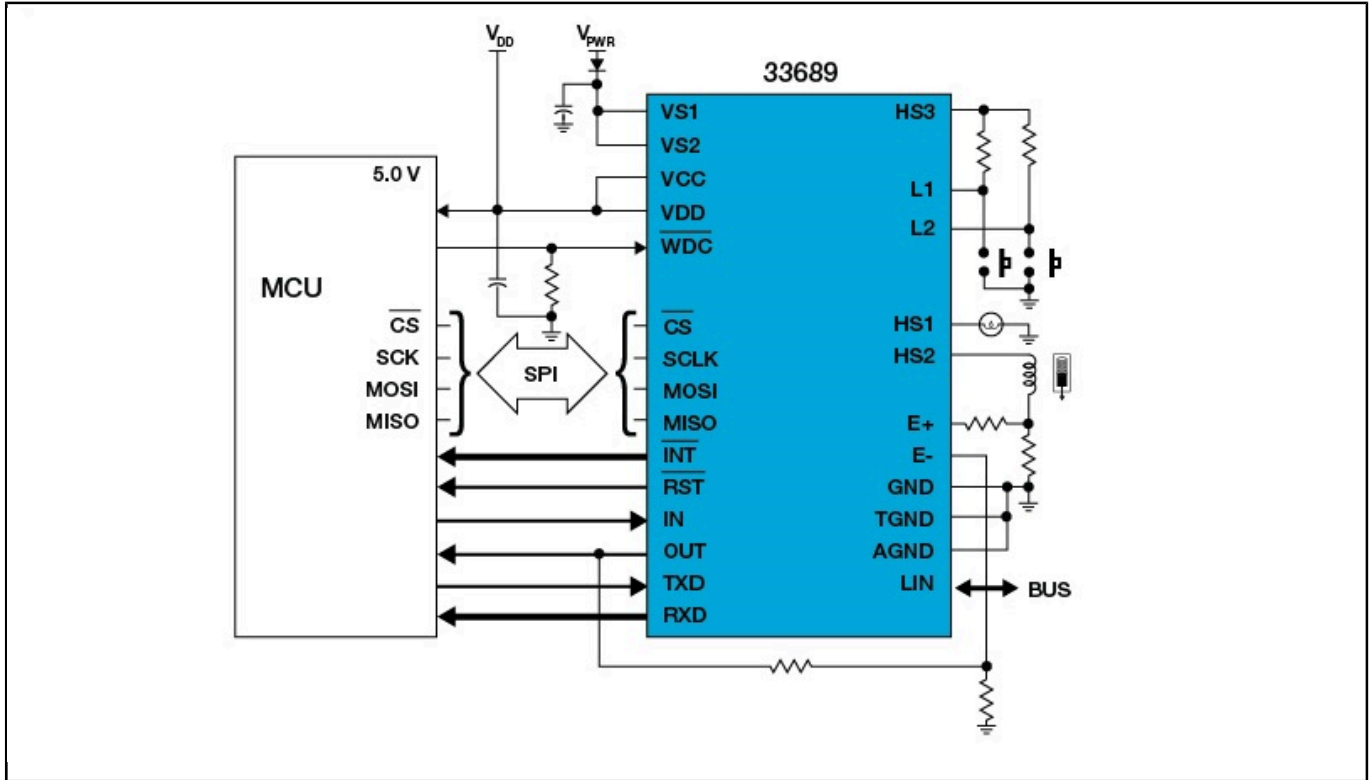 VDD
VPWR
33689
5.0 V
MCU
CS
SCK
MOSI
MISO
SPI
VS1
VS2
VCC
VDD
WDC
CS
SCLK
MOSI
MISO
INT
RST
IN
OUT
TXD
RXD
HS3
L1
L2
HS1
HS2
E+
E-
GND
TGND
AGND
LIN
BUS